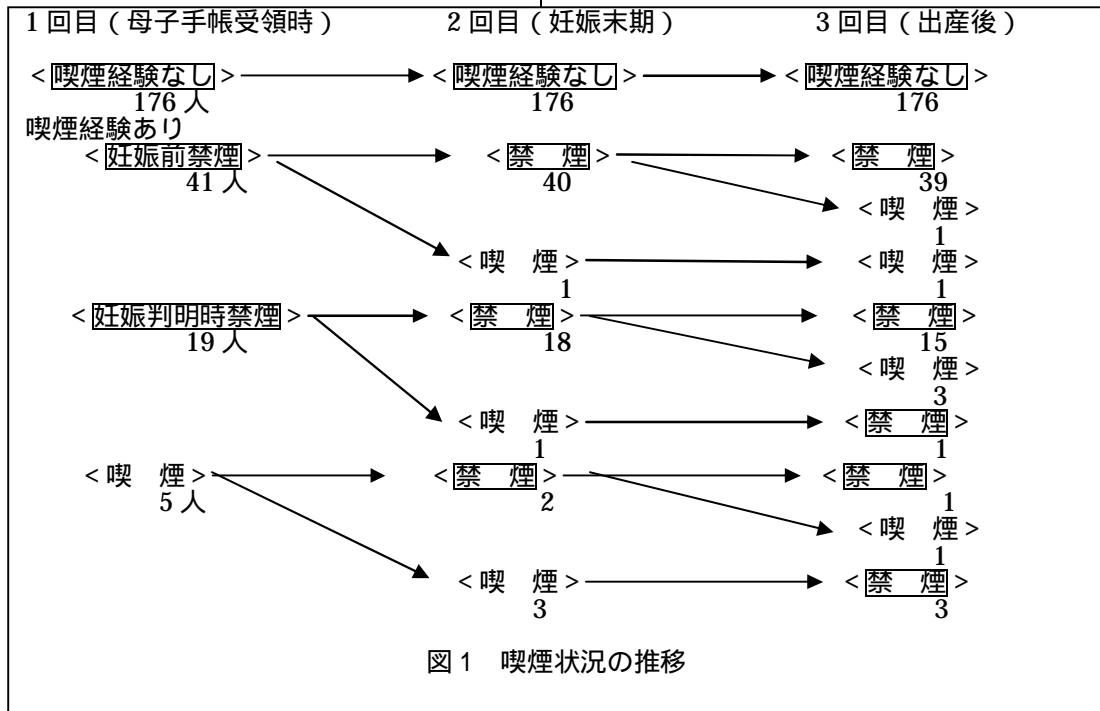 1回目(母子手帳受領時) 2回目(妊娠末期) 3回目(出産後)
<喫煙経験なし> <喫煙経験なし> <喫煙経験なし>
176人 176 176
喫煙経験あり
<妊娠前禁煙> <禁 煙> <禁 煙>
41人 40 39
<喫 煙>
1
<喫 煙> <喫 煙>
1 1
<妊娠判明時禁煙> <禁 煙> <禁 煙>
19人 18 15
<喫 煙>
3
<喫 煙> <禁 煙>
1 1
<喫 煙> <禁 煙> <禁 煙>
5人 2 1
<喫 煙>
1
<喫 煙> <禁 煙>
3 3
図1 喫煙状況の推移